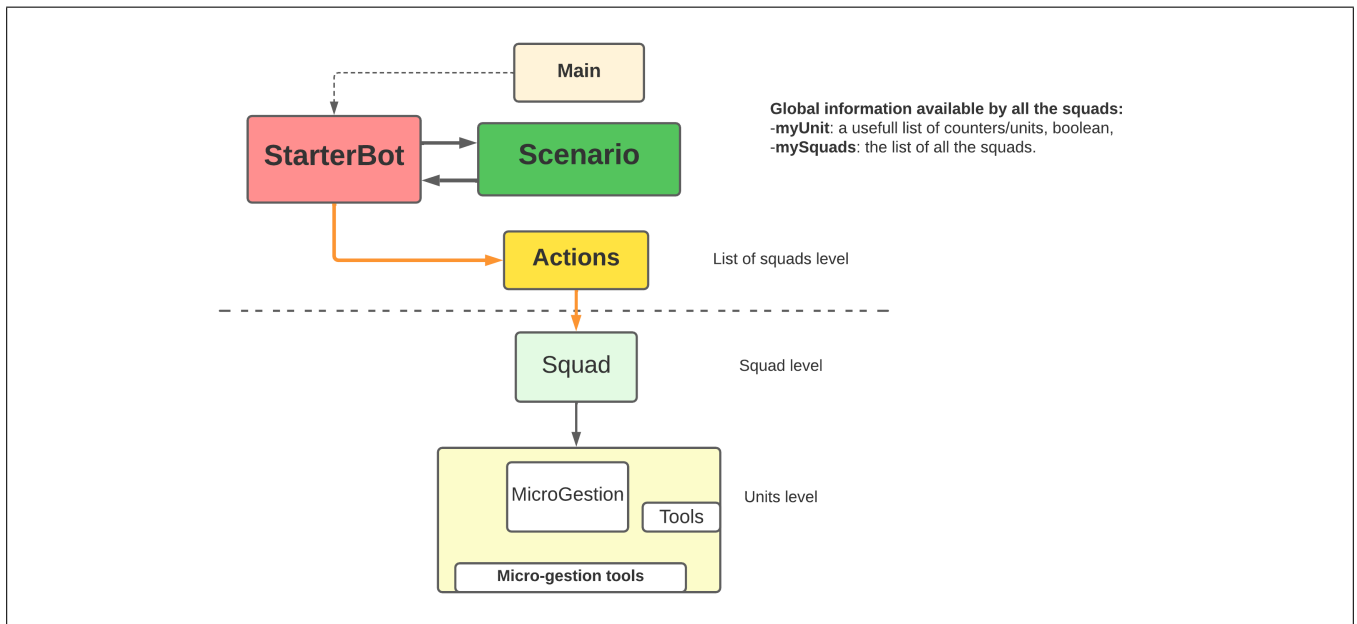 Main
Global information available by all the squads:
-myUnit: a usefull list of counters/units, boolean,
-mySquads: the list of all the squads.
StarterBot
Scenario
Actions
List of squads level
Squad
Squad level
MicroGestion
Units level
Tools
Micro-gestion tools